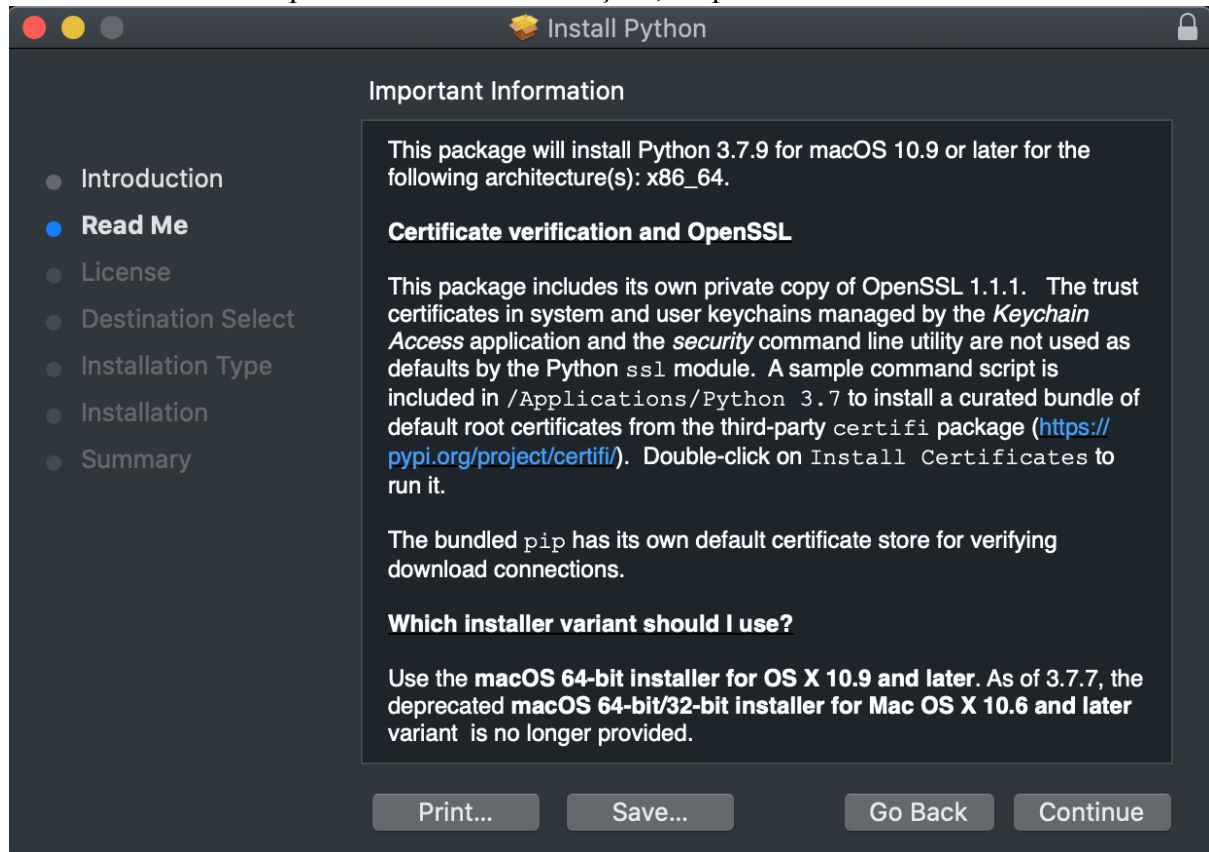 Install Python
Important Information
Introduction
Read Me
License
Destination Select
Installation Type
Installation
Summary
This package will install Python 3.7.9 for macOS 10.9 or later for the
following architecture(s): x86_64.
Certificate verification and OpenSSL
This package includes its own private copy of OpenSSL 1.1.1.   The trust
certificates in system and user keychains managed by the Keychain
Access application and the security command line utility are not used as
defaults by the Python ssl module.  A sample command script is
included in /Applications/Python 3.7 to install a curated bundle of
default root certificates from the third-party certifi package (https://
pypi.org/project/certifi/).  Double-click on Install Certificates to
run it.
The bundled pip has its own default certificate store for verifying
download connections.
Which installer variant should I use?
Use the macOS 64-bit installer for OS X 10.9 and later. As of 3.7.7, the
deprecated macOS 64-bit/32-bit installer for Mac OS X 10.6 and later
variant  is no longer provided.
Print...
Save...
Go Back
Continue